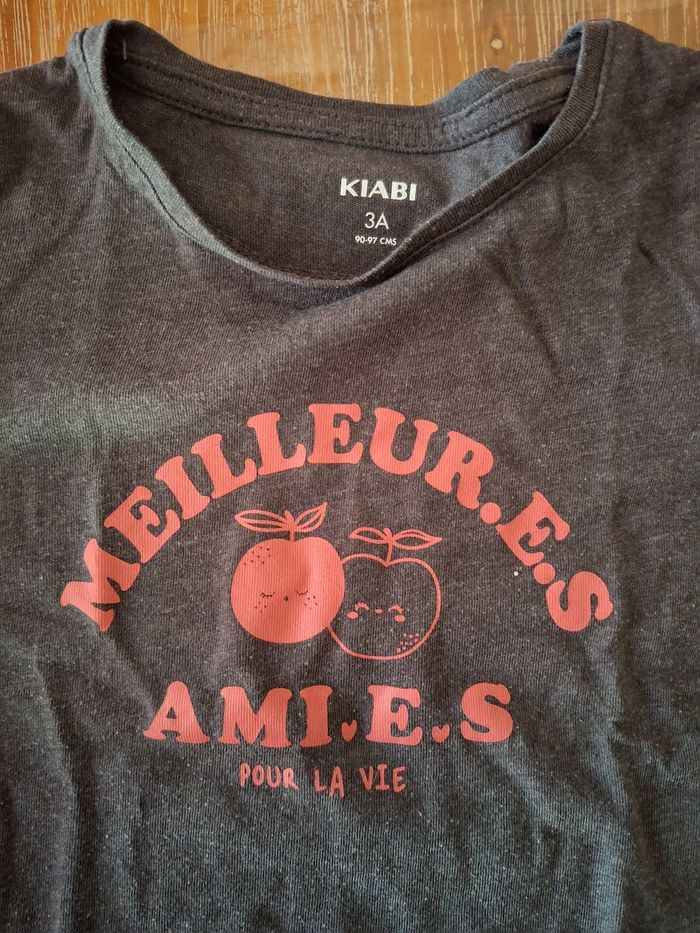 KIABI
3A
90-97 CMS
MEILLEUR.E.S
AMI.E.S
POUR LA VIE